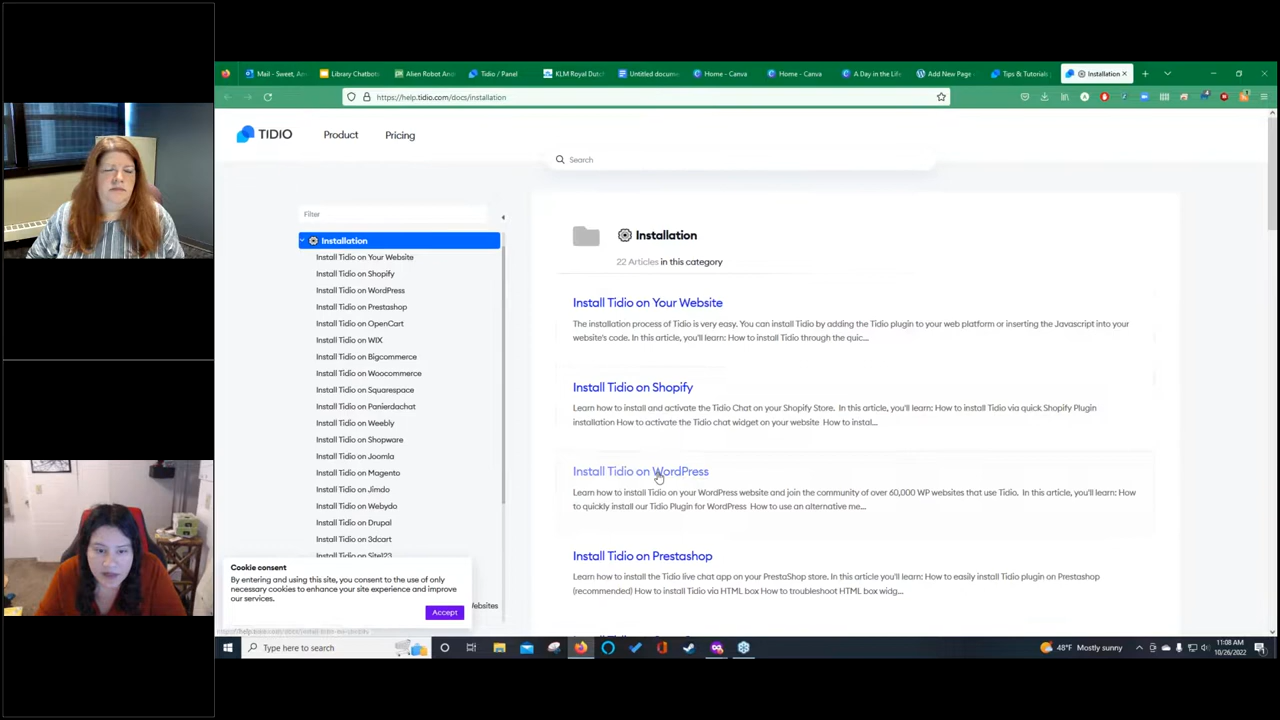 Mail - Sweet, An
Library Chatbots
Alien Robot And
Tidio / Panel
KLM Royal Dutc
Untitled docume
Home - Canva
Home - Canva
A Day in the Life
Add New Page
Tips & Tutorials
Installation
https://help.tidio.com/docs/installation
TIDIO
Product
Pricing
Search
Filter
Installation
Install Tidio on Your Website
Install Tidio on Shopify
Install Tidio on WordPress
Install Tidio on Prestashop
Install Tidio on OpenCart
Install Tidio on WIX
Install Tidio on Bigcommerce
Install Tidio on Woocommerce
Install Tidio on Squarespace
Install Tidio on Panierdachat
Install Tidio on Weebly
Install Tidio on Shopware
Install Tidio on Joomla
Install Tidio on Magento
Install Tidio on Jimdo
Install Tidio on Webydo
Install Tidio on Drupal
Install Tidio on 3dcart
Install Tidio on Site123
ebsites
Installation
22 Articles in this category
Install Tidio on Your Website
The installation process of Tidio is very easy. You can install Tidio by adding the Tidio plugin to your web platform or inserting the Javascript into your
website's code. In this article, you'll learn: How to install Tidio through the quic...
Install Tidio on Shopify
Learn how to install and activate the Tidio Chat on your Shopify Store. In this article, you'll learn: How to install Tidio via quick Shopify Plugin
installation How to activate the Tidio chat widget on your website How to instal...
Install Tidio on WordPress
Learn how to install Tidio on your WordPress website and join the community of over 60,000 WP websites that use Tidio. In this article, you'll learn: How
to quickly install our Tidio Plugin for WordPress How to use an alternative me...
Install Tidio on Prestashop
Learn how to install the Tidio live chat app on your PrestaShop store. In this article you'll learn: How to easily install Tidio plugin on Prestashop
(recommended) How to install Tidio via HTML box How to troubleshoot HTML box widg...
Cookie consent
By entering and using this site, you consent to the use of only
necessary cookies to enhance your site experience and improve
our services.
Accept
Type here to search
48°F Mostly sunny
11:08 AM
10/26/2022